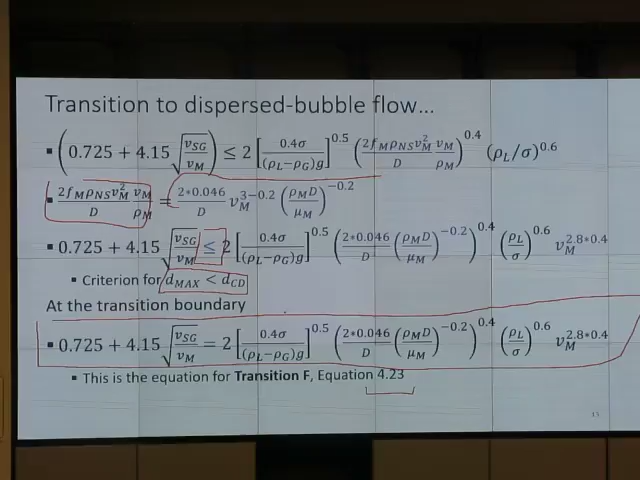 Transition to dispersed-bubble flow...
▪ (0.725 + 4.15 √(v_SG/v_M)) ≤ 2 [0.4σ/((ρ_L−ρ_G)g)]^0.5 (2f_M ρ_NS v_M^2/D v_M/ρ_M)^0.4 (ρ_L/σ)^0.6
▪ 2f_M ρ_NS v_M^2/D v_M/ρ_M = 2*0.046/D v_M^3−0.2 (ρ_M D/μ_M)^−0.2
▪ 0.725 + 4.15 √(v_SG/v_M) ≤ 2 [0.4σ/((ρ_L−ρ_G)g)]^0.5 (2*0.046/D (ρ_M D/μ_M)^−0.2)^0.4 (ρ_L/σ)^0.6 v_M^2.8*0.4
▪ Criterion for d_MAX < d_CD
At the transition boundary
▪ 0.725 + 4.15 √(v_SG/v_M) = 2 [0.4σ/((ρ_L−ρ_G)g)]^0.5 (2*0.046/D (ρ_M D/μ_M)^−0.2)^0.4 (ρ_L/σ)^0.6 v_M^2.8*0.4
▪ This is the equation for Transition F, Equation 4.23